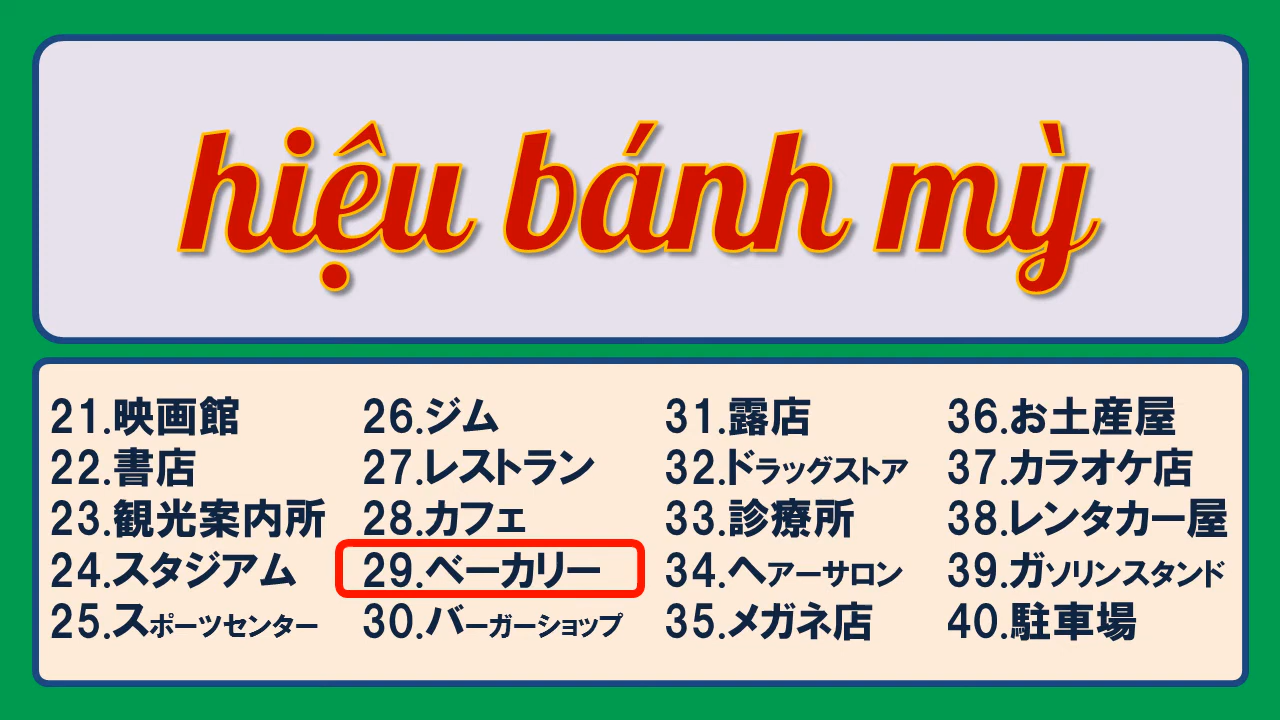 hiệu bánh mỳ
21.映画館
22.書店
23.観光案内所
24.スタジアム
25.スポーツセンター
26.ジム
27.レストラン
28.カフェ
29.ベーカリー
30.バーガーショップ
31.露店
32.ドラッグストア
33.診療所
34.ヘアーサロン
35.メガネ店
36.お土産屋
37.カラオケ店
38.レンタカー屋
39.ガソリンスタンド
40.駐車場